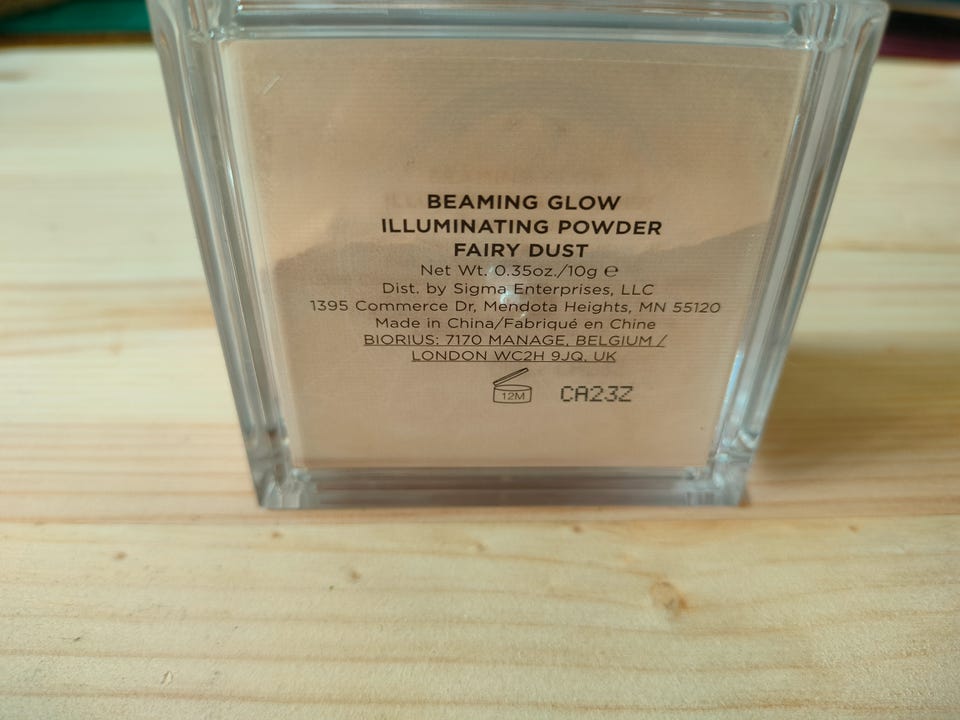 BEAMING GLOW
ILLUMINATING POWDER
FAIRY DUST
Net Wt. 0.35oz./10g ℮
Dist. by Sigma Enterprises, LLC
1395 Commerce Dr, Mendota Heights, MN 55120
Made in China/Fabriqué en Chine
BIORIUS: 7170 MANAGE, BELGIUM /
LONDON WC2H 9JQ, UK
12M CA23Z